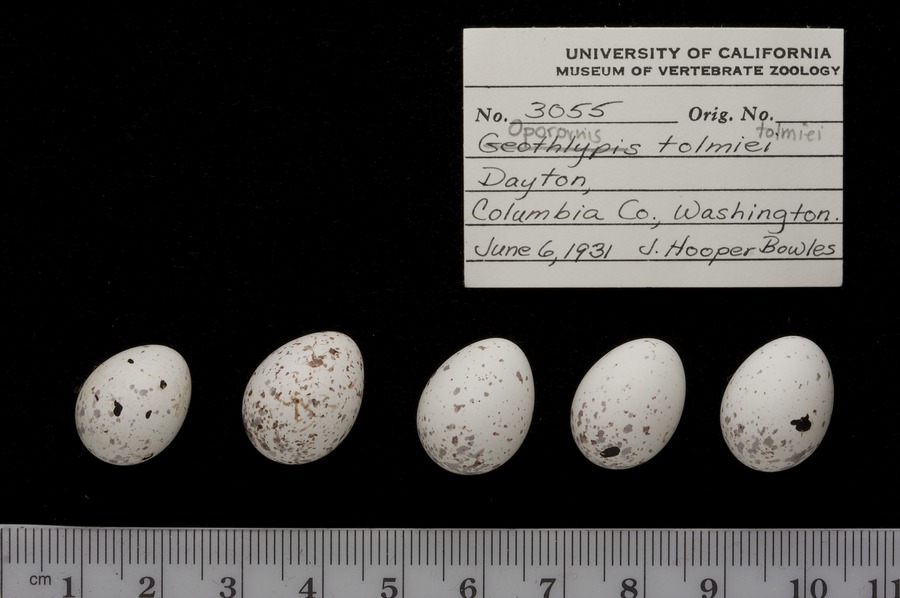 UNIVERSITY OF CALIFORNIA
MUSEUM OF VERTEBRATE ZOOLOGY
No. 3055 Orig. No.
Oporornis tolmiei
Geothlypis tolmiei
Dayton,
Columbia Co., Washington.
June 6, 1931 J. Hooper Bowles
cm 1 2 3 4 5 6 7 8 9 10 11